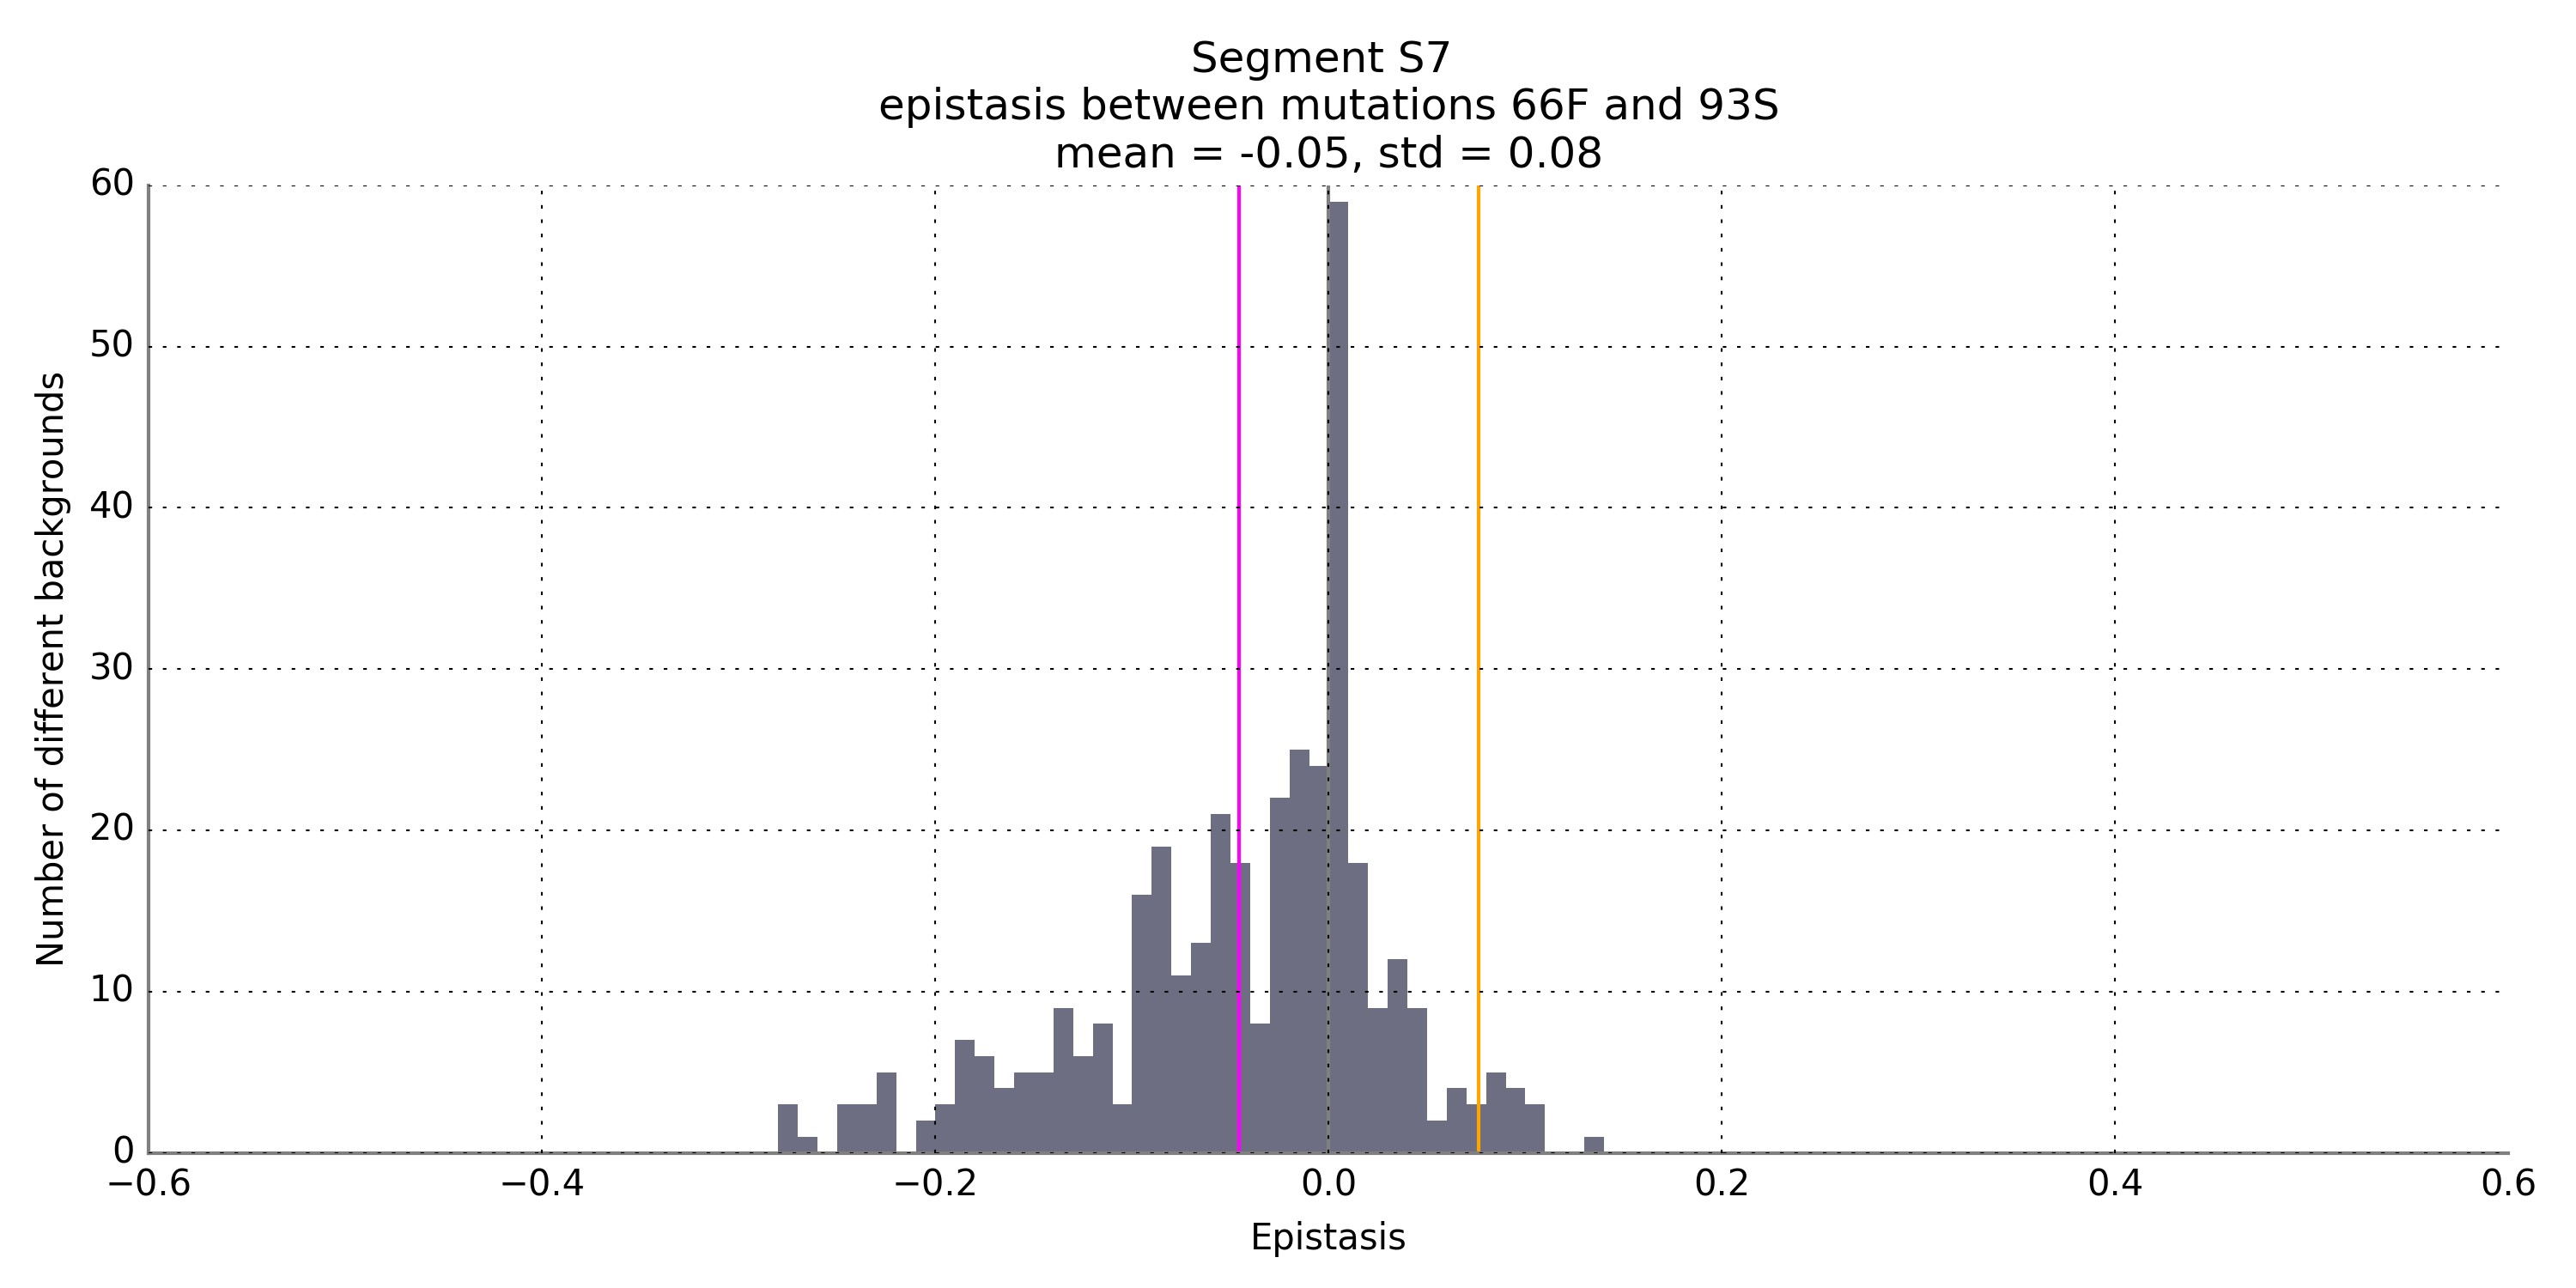 Segment S7
epistasis between mutations 66F and 93S
mean = -0.05, std = 0.08
60
50
40
30
20
10
0
Number of different backgrounds
−0.6
−0.4
−0.2
0.0
0.2
0.4
0.6
Epistasis